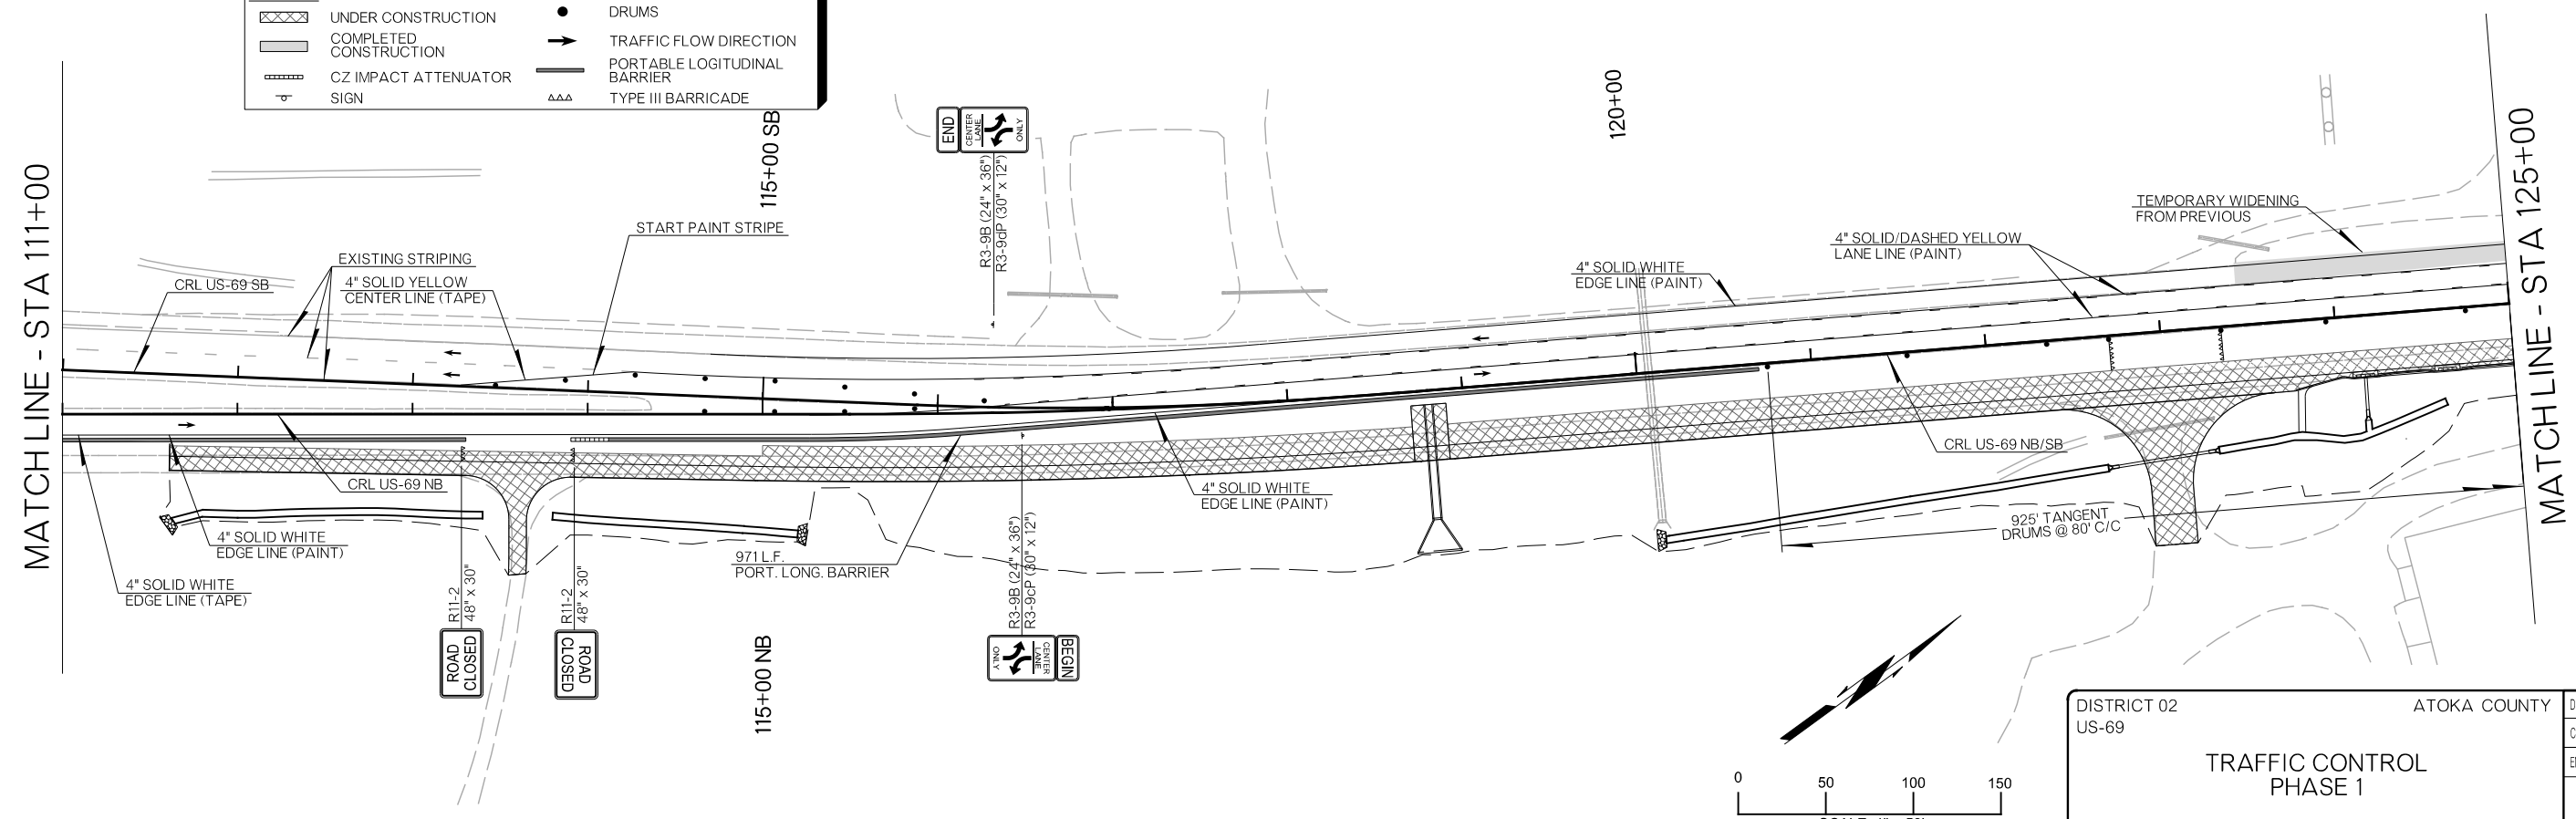 UNDER CONSTRUCTION
COMPLETED
CONSTRUCTION
CZ IMPACT ATTENUATOR
SIGN
DRUMS
TRAFFIC FLOW DIRECTION
PORTABLE LOGITUDINAL
BARRIER
TYPE III BARRICADE
MATCH LINE - STA 111+00
115+00 SB
120+00
MATCH LINE - STA 125+00
END
CENTER
LANE
ONLY
R3-9B (24" x 36")
R3-9dP (30" x 12")
START PAINT STRIPE
EXISTING STRIPING
CRL US-69 SB
4" SOLID YELLOW
CENTER LINE (TAPE)
4" SOLID WHITE
EDGE LINE (PAINT)
4" SOLID/DASHED YELLOW
LANE LINE (PAINT)
TEMPORARY WIDENING
FROM PREVIOUS
CRL US-69 NB/SB
CRL US-69 NB
4" SOLID WHITE
EDGE LINE (PAINT)
4" SOLID WHITE
EDGE LINE (PAINT)
4" SOLID WHITE
EDGE LINE (TAPE)
971 L.F.
PORT. LONG. BARRIER
925' TANGENT
DRUMS @ 80' C/C
R11-2
48" x 30"
ROAD
CLOSED
R11-2
48" x 30"
ROAD
CLOSED
115+00 NB
R3-9B (24" x 36")
R3-9cP (30" x 12")
BEGIN
CENTER
LANE
ONLY
0 50 100 150
DISTRICT 02 ATOKA COUNTY
US-69
TRAFFIC CONTROL
PHASE 1